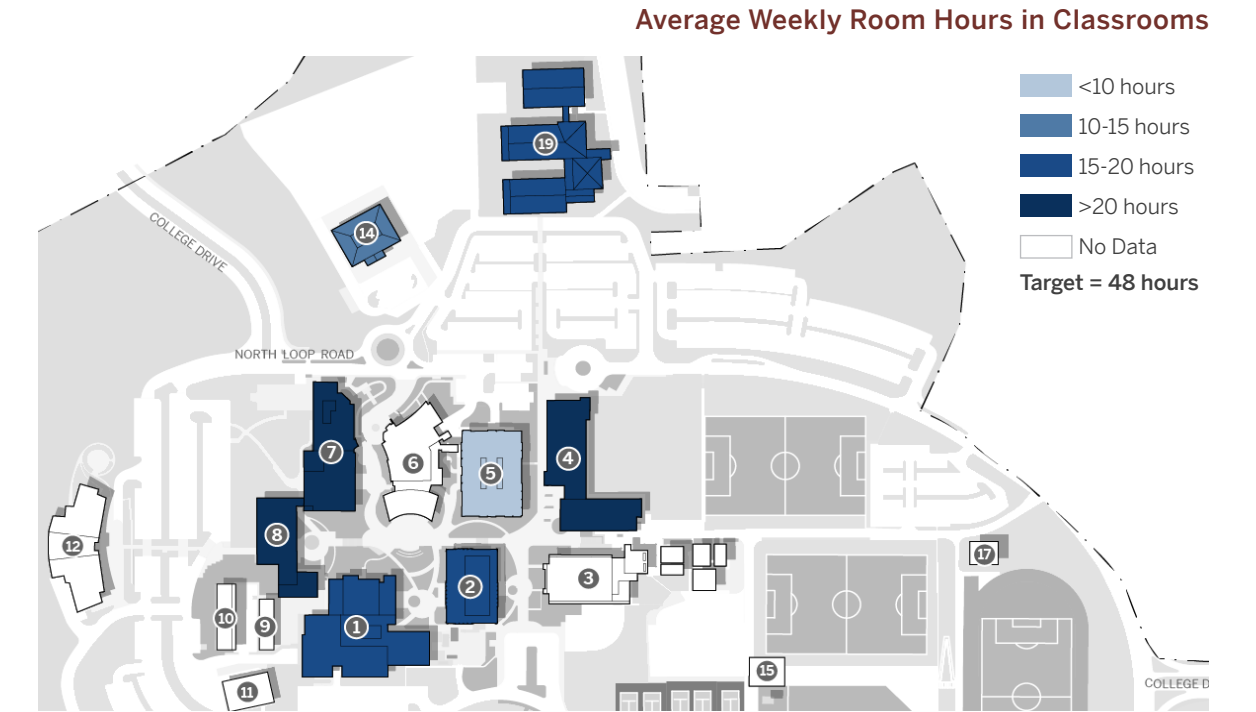 Average Weekly Room Hours in Classrooms
<10 hours
10-15 hours
15-20 hours
>20 hours
No Data
Target = 48 hours
19
14
COLLEGE DRIVE
NORTH LOOP ROAD
7
6
5
4
12
8
17
2
3
10
9
1
15
11
COLLEGE D